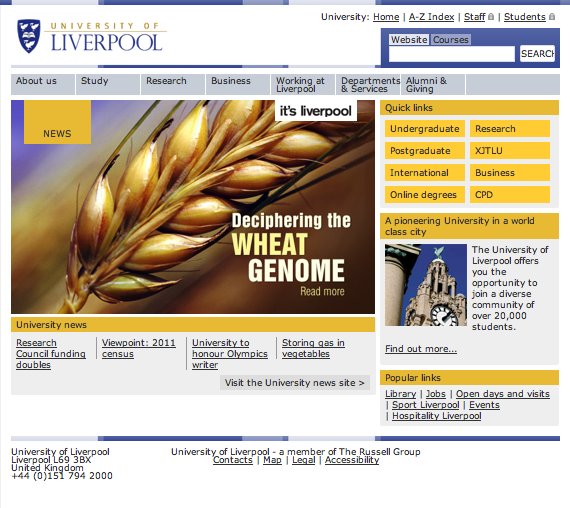 University: Home | A-Z Index | Staff | Students
UNIVERSITY OF
LIVERPOOL
Website Courses
SEARCH
About us
Study
Research
Business
Working at
Liverpool
Departments
& Services
Alumni &
Giving
NEWS
it's liverpool
Deciphering the
WHEAT
GENOME
Read more
Quick links
Undergraduate
Research
Postgraduate
XJTLU
International
Business
Online degrees
CPD
A pioneering University in a world
class city
The University of
Liverpool offers
you the
opportunity to
join a diverse
community of
over 20,000
students.
Find out more...
University news
Research
Council funding
doubles
Viewpoint: 2011
census
University to
honour Olympics
writer
Storing gas in
vegetables
Visit the University news site >
Popular links
Library | Jobs | Open days and visits
| Sport Liverpool | Events
| Hospitality Liverpool
University of Liverpool
Liverpool L69 3BX
United Kingdom
+44 (0)151 794 2000
University of Liverpool - a member of The Russell Group
Contacts | Map | Legal | Accessibility